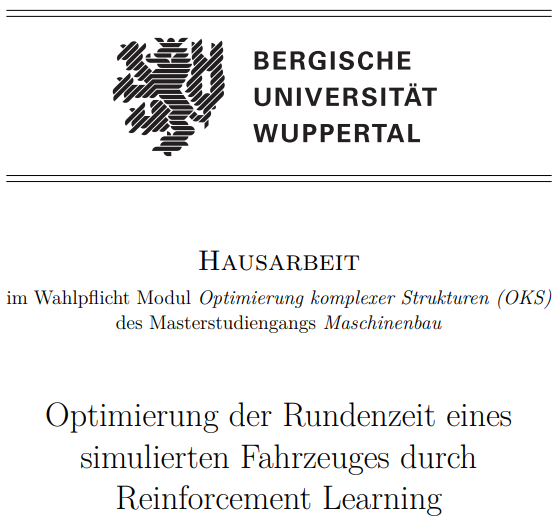 BERGISCHE
UNIVERSITÄT
WUPPERTAL
Hausarbeit
im Wahlpflicht Modul Optimierung komplexer Strukturen (OKS)
des Masterstudiengangs Maschinenbau
Optimierung der Rundenzeit eines
simulierten Fahrzeuges durch
Reinforcement Learning